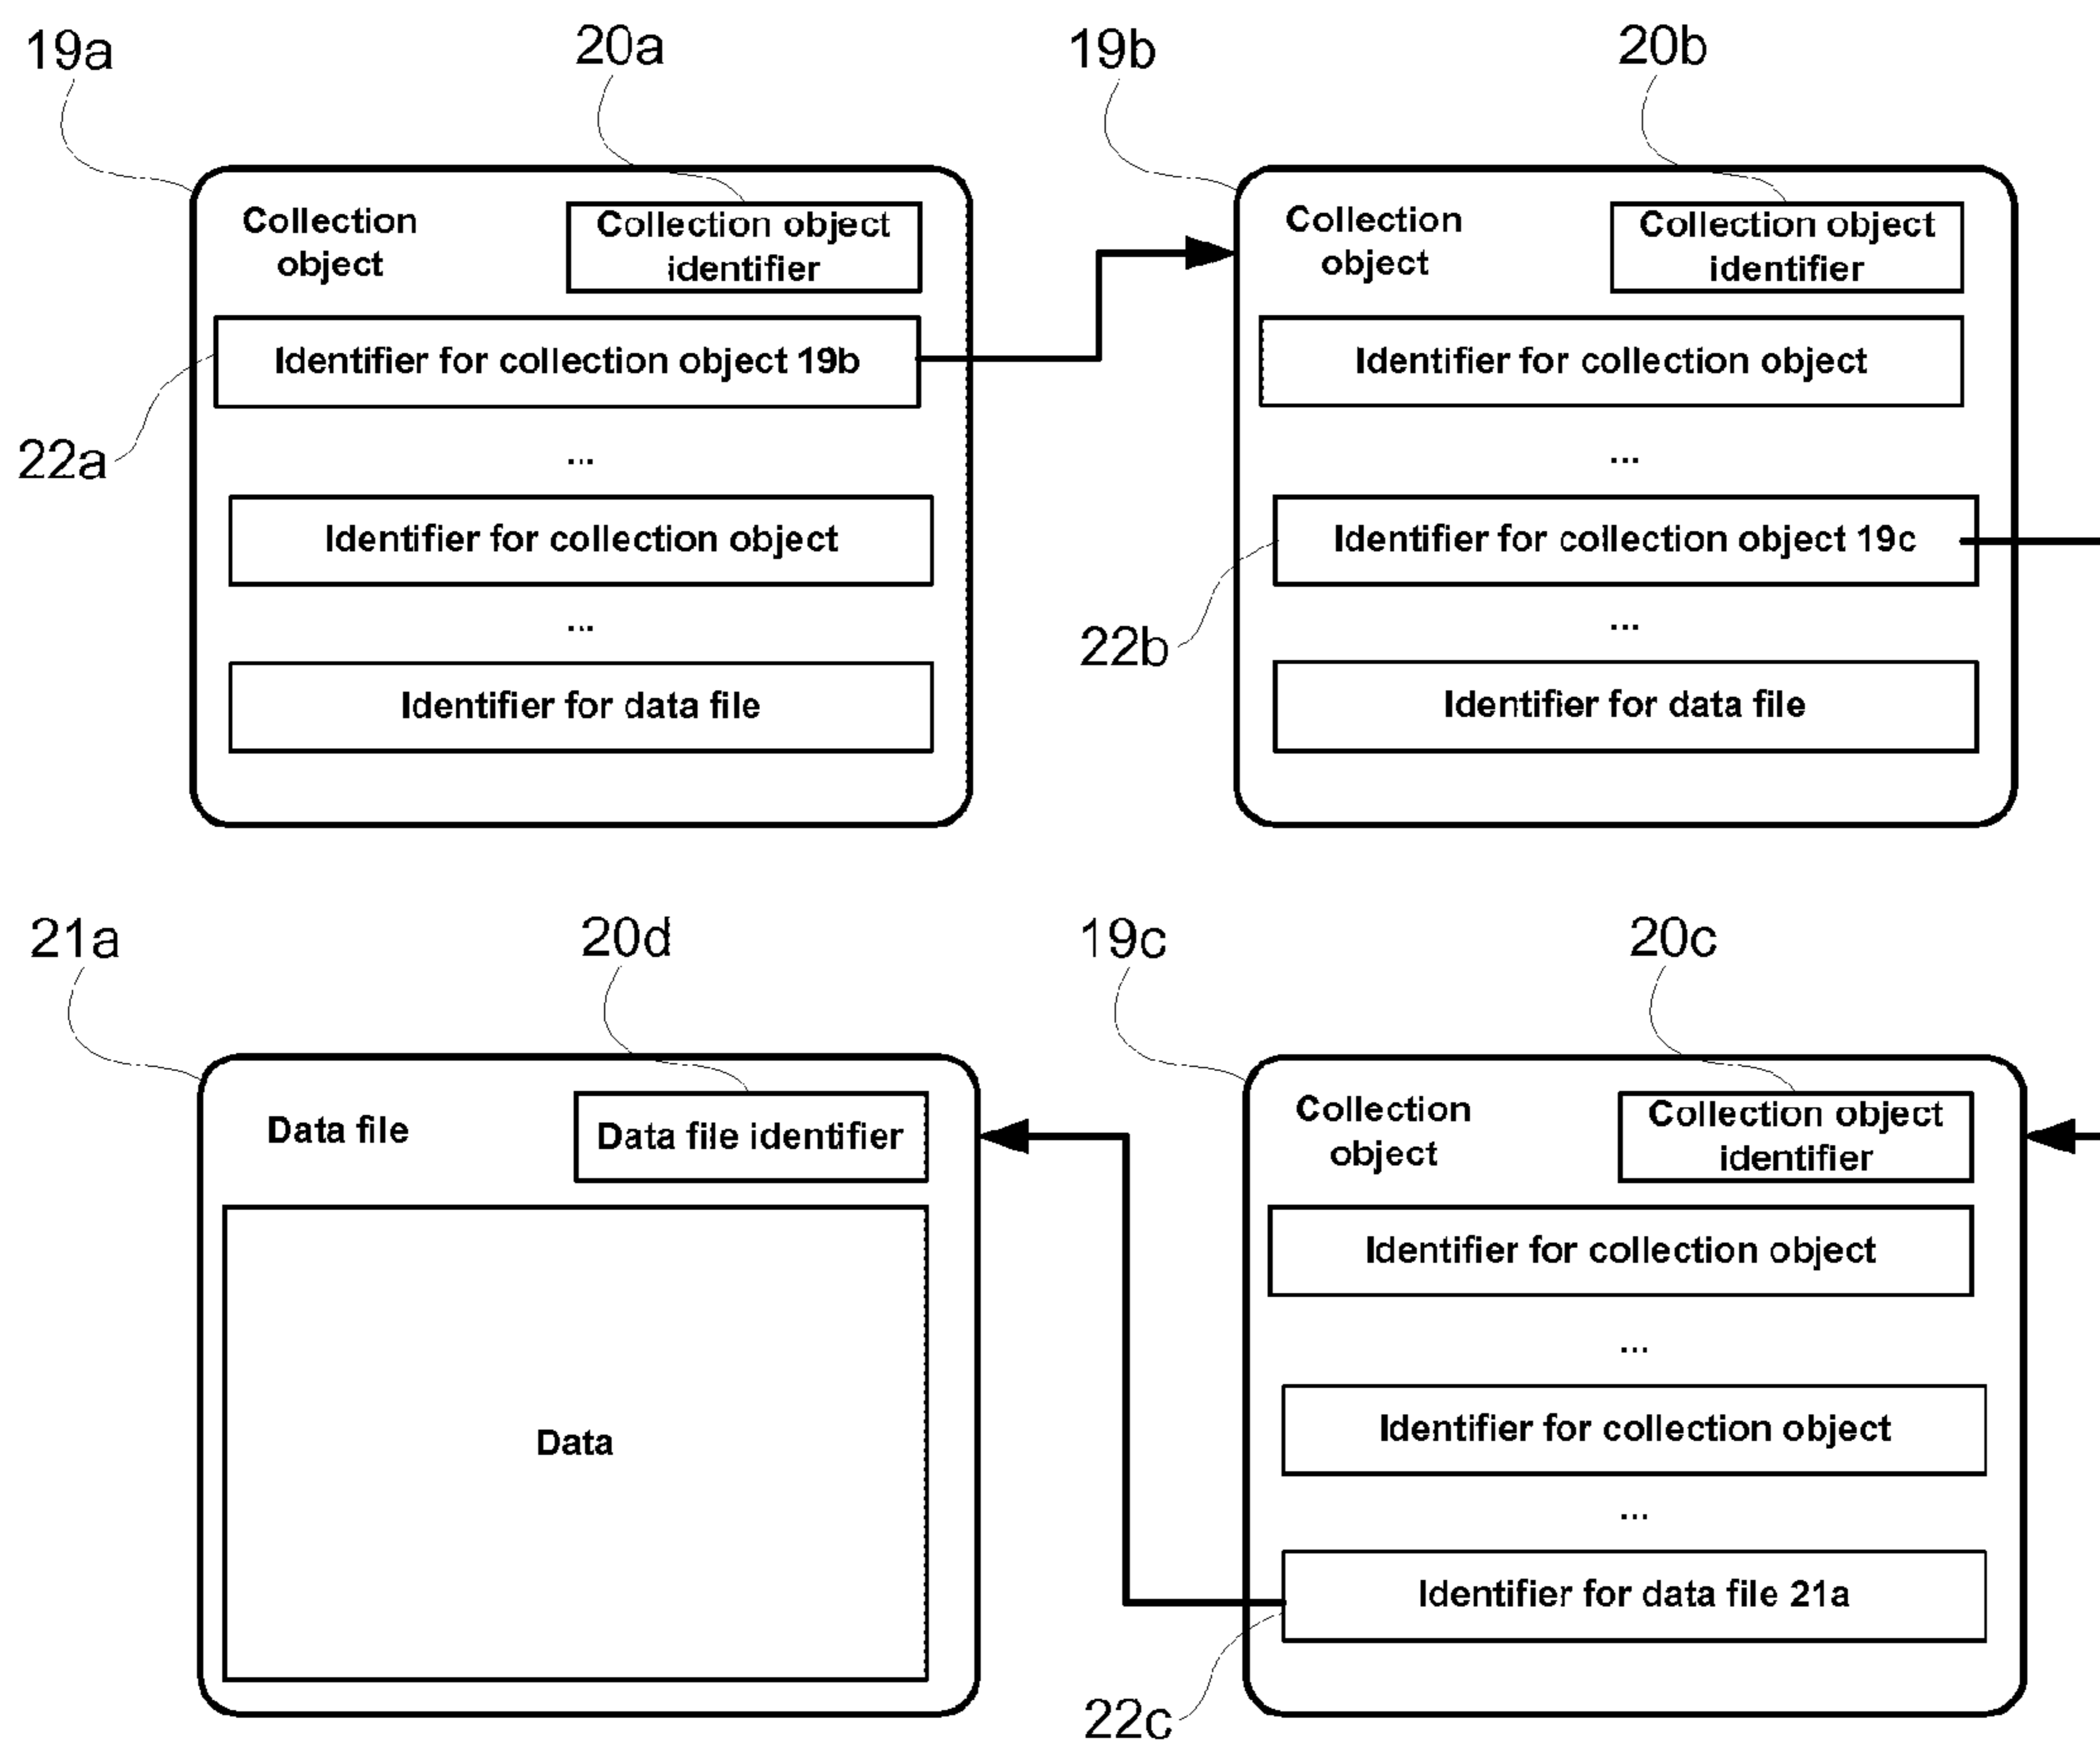 19a
20a
19b
20b
Collection
object
Collection object
identifier
Identifier for collection object 19b
22a
...
Identifier for collection object
...
Identifier for data file
Collection
object
Collection object
identifier
Identifier for collection object
...
Identifier for collection object 19c
22b
...
Identifier for data file
21a
20d
19c
20c
Data file
Data file identifier
Data
Collection
object
Collection object
identifier
Identifier for collection object
...
Identifier for collection object
...
Identifier for data file 21a
22c